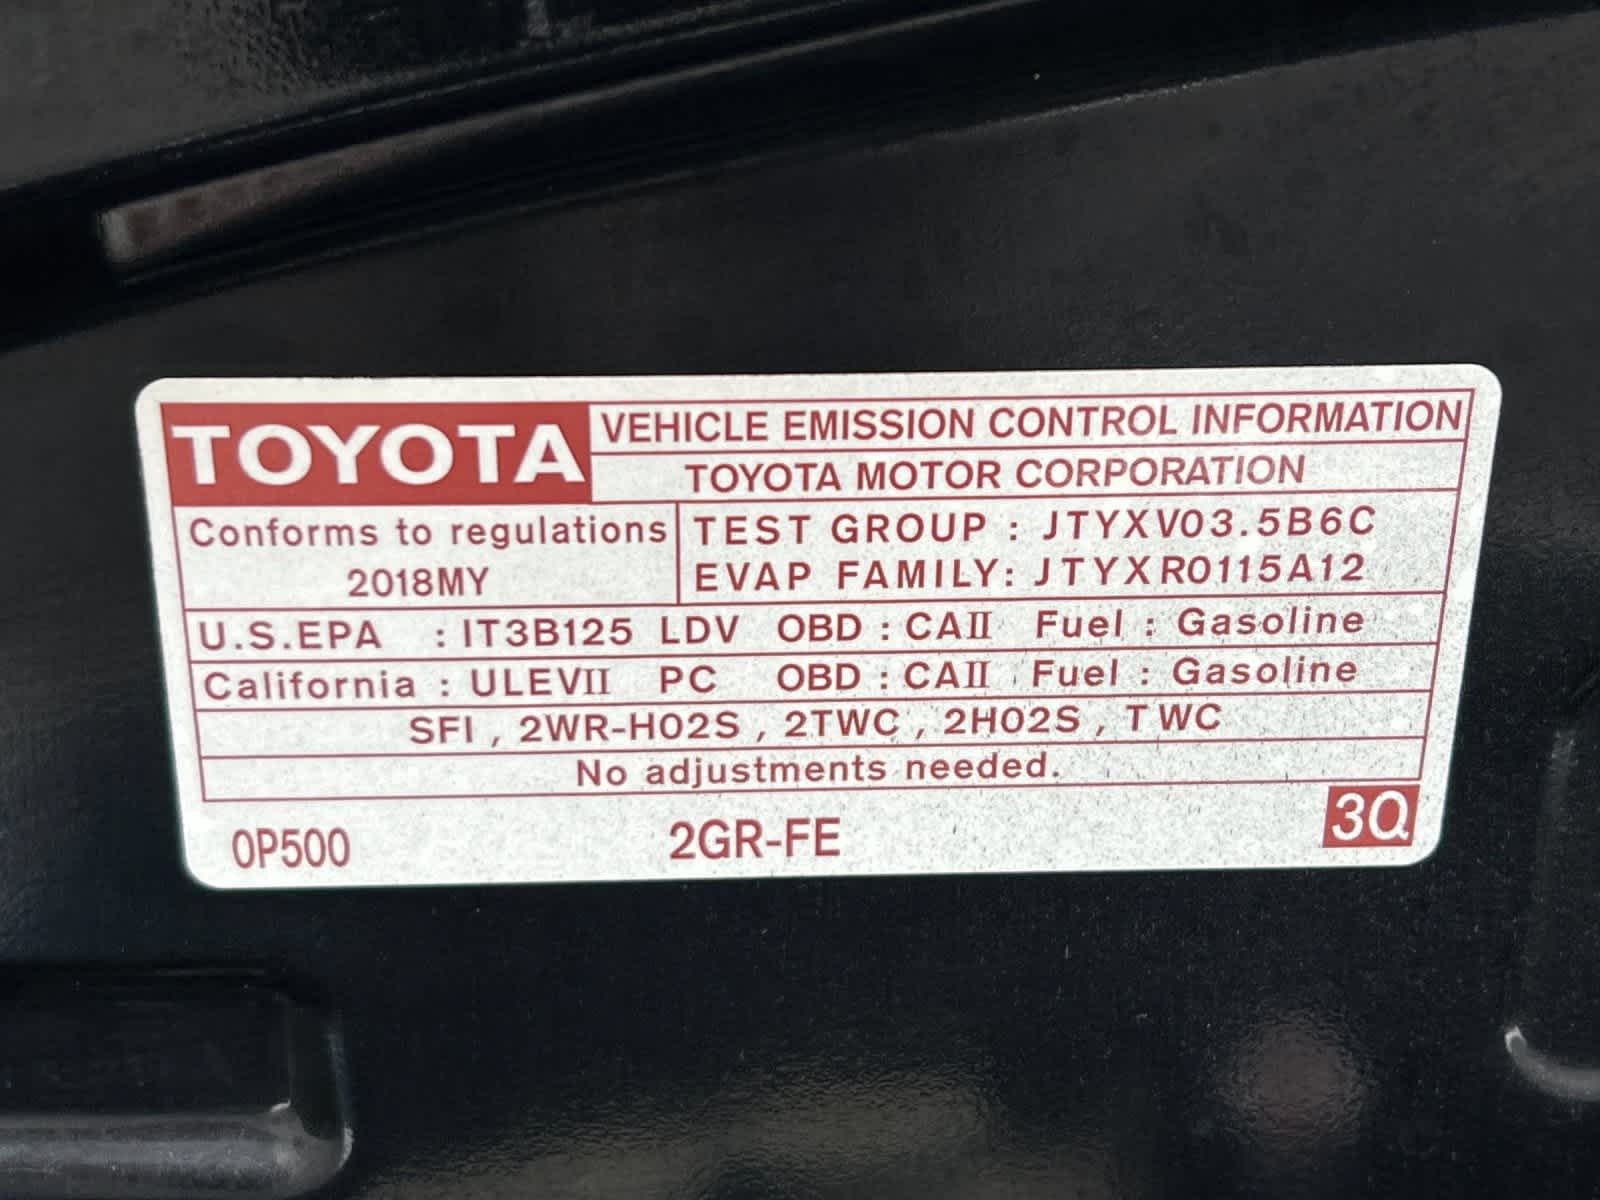 TOYOTA
VEHICLE EMISSION CONTROL INFORMATION
TOYOTA MOTOR CORPORATION
Conforms to regulations
2018MY
TEST GROUP : JTYXV03.5B6C
EVAP FAMILY: JTYXR0115A12
U.S.EPA : IT3B125 LDV OBD : CAII Fuel : Gasoline
California : ULEVII PC OBD : CAII Fuel : Gasoline
SFI , 2WR-HO2S , 2TWC , 2HO2S , TWC
No adjustments needed.
0P500 2GR-FE 3Q